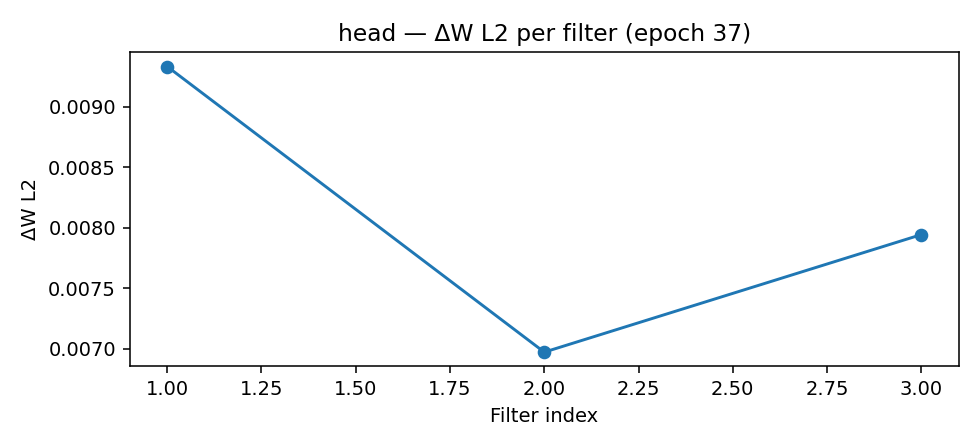 head — ΔW L2 per filter (epoch 37)
0.0090
0.0085
0.0080
0.0075
0.0070
ΔW L2
1.00 1.25 1.50 1.75 2.00 2.25 2.50 2.75 3.00
Filter index